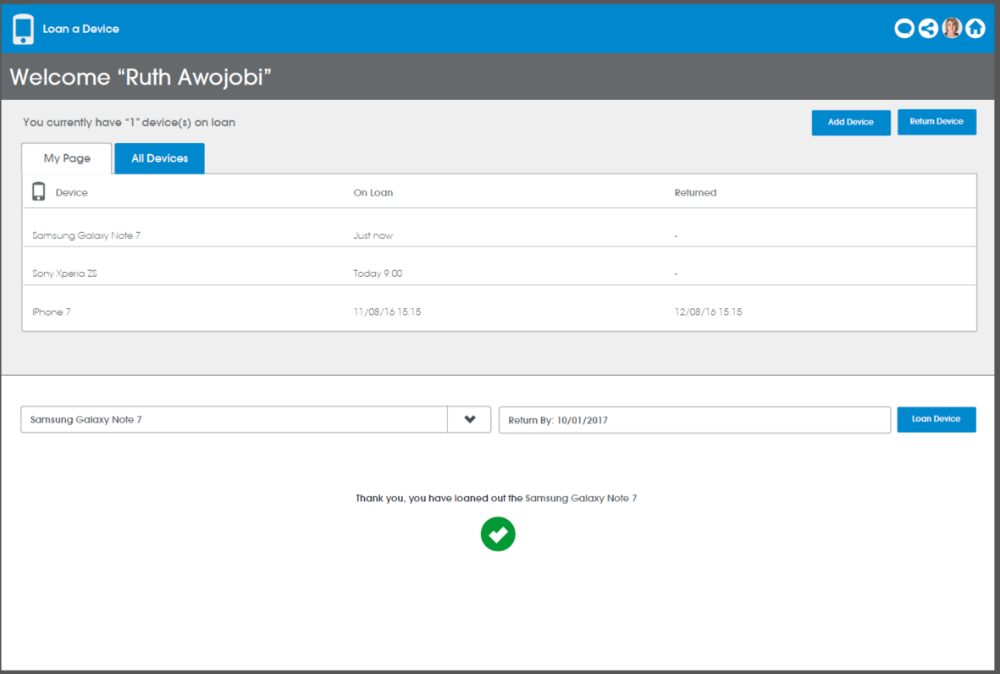 Loan a Device
Welcome “Ruth Awojobi”
You currently have “1” device(s) on loan
Add Device
Return Device
My Page
All Devices
Device On Loan Returned
Samsung Galaxy Note 7 Just now -
Sony Xperia ZS Today 9.00 -
iPhone 7 11/08/16 15.15 12/08/16 15.15
Samsung Galaxy Note 7
Return By: 10/01/2017
Loan Device
Thank you, you have loaned out the Samsung Galaxy Note 7